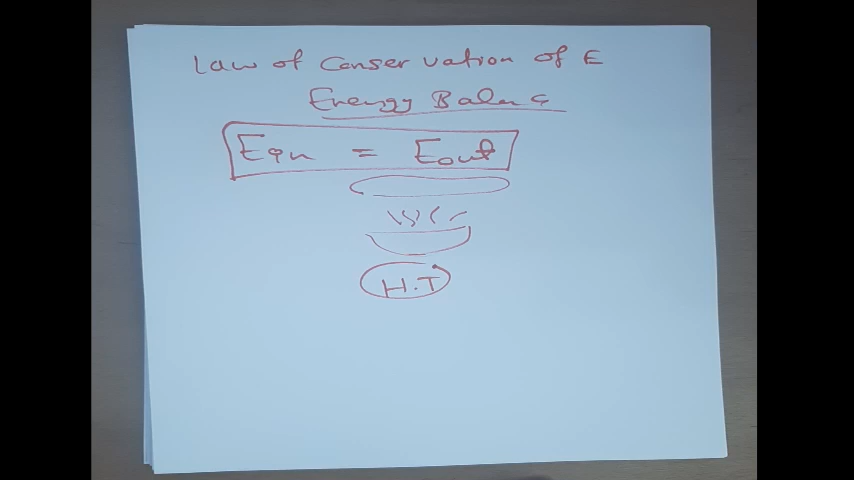 Law of Conservation of E
Energy Balance
Ein = Eout
H.T